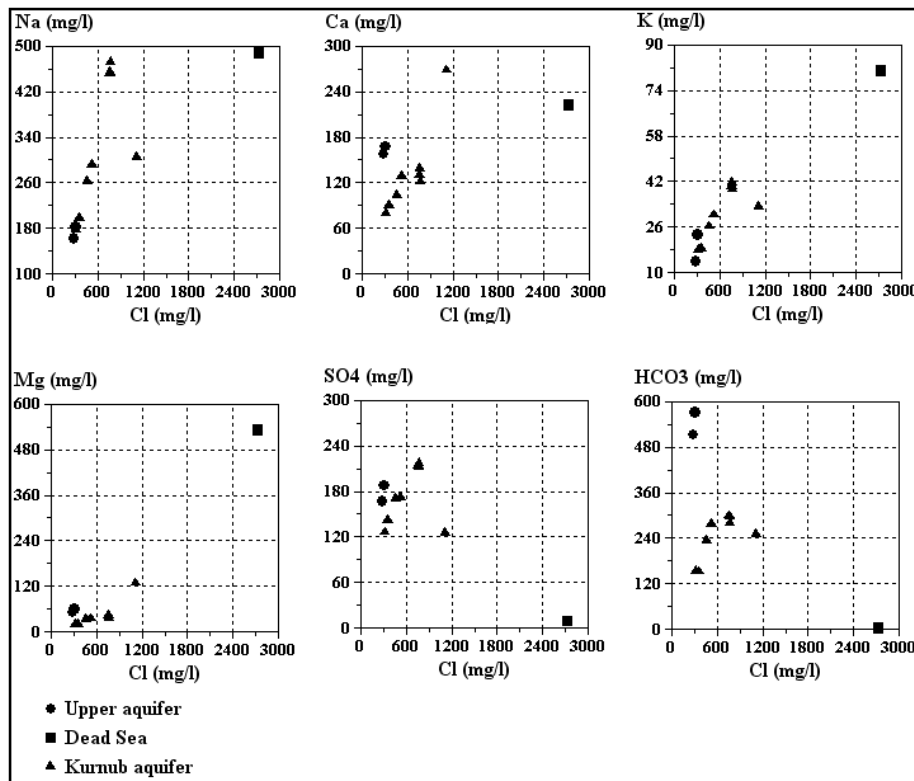 Na
(mg/l)
500
420
340
260
180
100
0 600 1200 1800 2400 3000
Cl (mg/l)
Ca
(mg/l)
300
240
180
120
60
0
0 600 1200 1800 2400 3000
Cl (mg/l)
K
(mg/l)
90
74
58
42
26
10
0 600 1200 1800 2400 3000
Cl (mg/l)
Mg (mg/l)
600
480
360
240
120
0
0 600 1200 1800 2400 3000
Cl (mg/l)
SO4 (mg/l)
300
240
180
120
60
0
0 600 1200 1800 2400 3000
Cl (mg/l)
HCO3 (mg/l)
600
480
360
240
120
0
0 600 1200 1800 2400 3000
Cl (mg/l)
Upper aquifer
Dead Sea
Kurnub aquifer